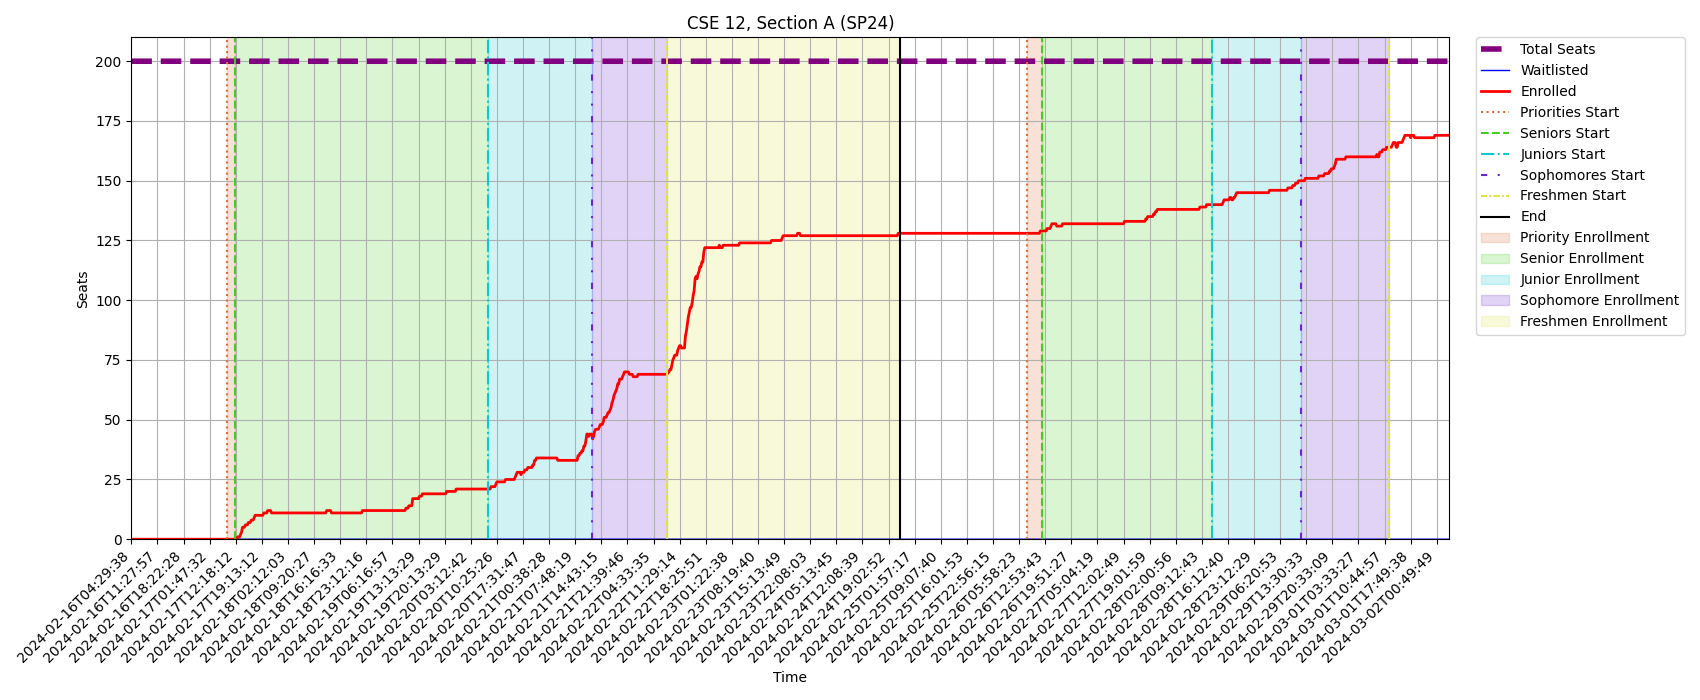 CSE 12, Section A (SP24)
Seats
200
175
150
125
100
75
50
25
0
2024-02-16T04:29:38
2024-02-16T11:27:57
2024-02-16T18:22:28
2024-02-17T01:47:32
2024-02-17T12:18:12
2024-02-17T19:13:12
2024-02-18T02:12:03
2024-02-18T09:20:27
2024-02-18T16:16:33
2024-02-18T23:12:16
2024-02-19T06:16:57
2024-02-19T13:13:29
2024-02-19T20:13:29
2024-02-20T03:12:42
2024-02-20T10:25:26
2024-02-20T17:31:47
2024-02-21T00:38:28
2024-02-21T07:48:19
2024-02-21T14:43:15
2024-02-21T21:39:46
2024-02-22T04:33:35
2024-02-22T11:29:14
2024-02-22T18:25:51
2024-02-23T01:22:38
2024-02-23T08:19:40
2024-02-23T15:13:49
2024-02-23T22:08:03
2024-02-24T05:13:45
2024-02-24T12:08:39
2024-02-24T19:02:52
2024-02-25T01:57:17
2024-02-25T09:07:40
2024-02-25T16:01:53
2024-02-25T22:56:15
2024-02-26T05:58:23
2024-02-26T12:53:43
2024-02-26T19:51:27
2024-02-27T05:04:19
2024-02-27T12:02:49
2024-02-27T19:01:59
2024-02-28T02:00:56
2024-02-28T09:12:43
2024-02-28T16:12:40
2024-02-28T23:12:29
2024-02-29T06:20:53
2024-02-29T13:30:33
2024-02-29T20:33:09
2024-03-01T03:33:27
2024-03-01T10:44:57
2024-03-01T17:49:38
2024-03-02T00:49:49
Time
Total Seats
Waitlisted
Enrolled
Priorities Start
Seniors Start
Juniors Start
Sophomores Start
Freshmen Start
End
Priority Enrollment
Senior Enrollment
Junior Enrollment
Sophomore Enrollment
Freshmen Enrollment